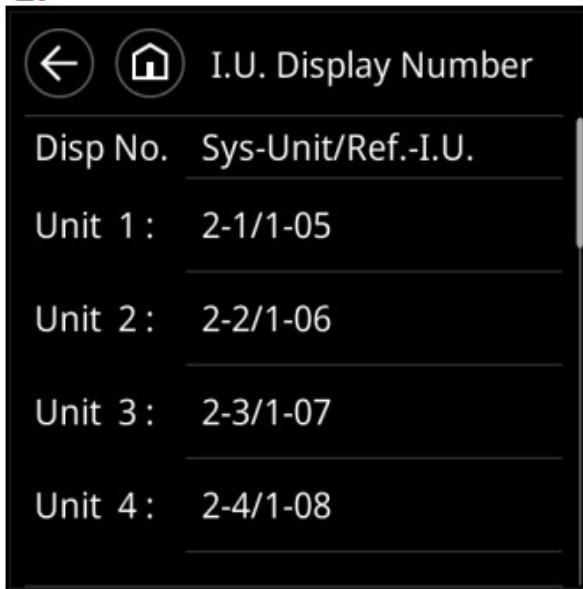 I.U. Display Number
Disp No. Sys-Unit/Ref.-I.U.
Unit 1: 2-1/1-05
Unit 2: 2-2/1-06
Unit 3: 2-3/1-07
Unit 4: 2-4/1-08